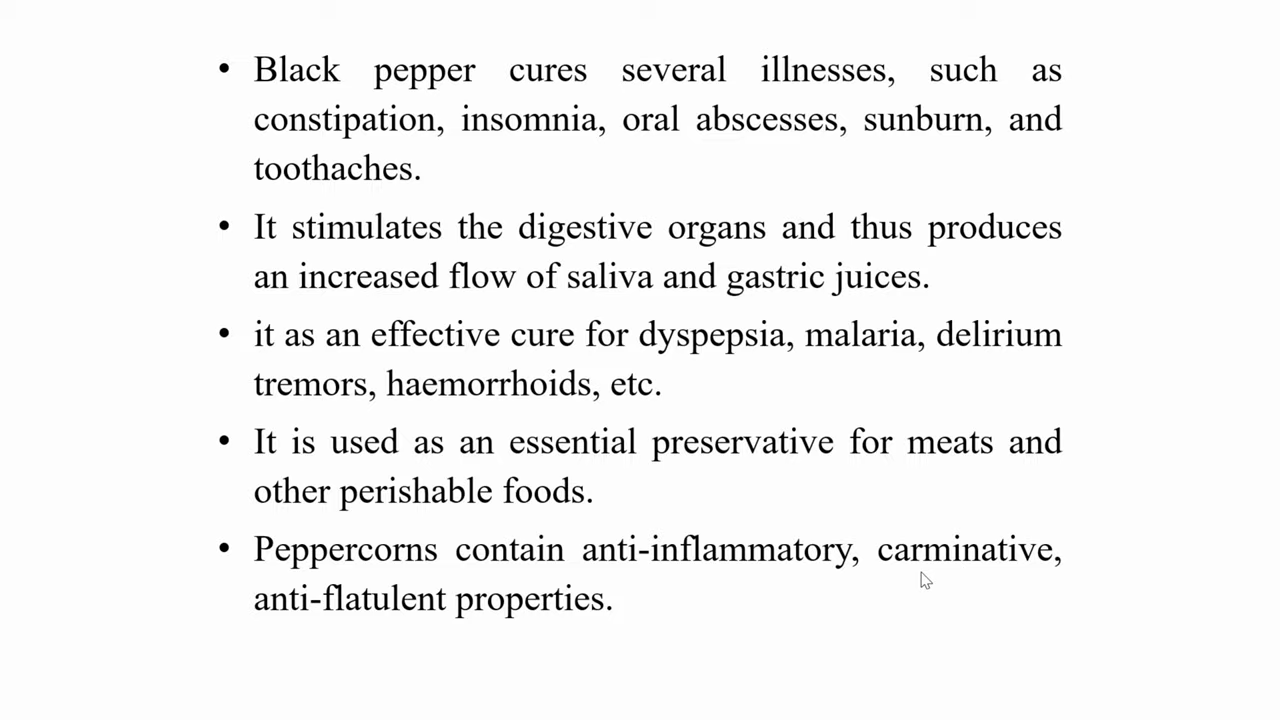 • Black pepper cures several illnesses, such as
constipation, insomnia, oral abscesses, sunburn, and
toothaches.
• It stimulates the digestive organs and thus produces
an increased flow of saliva and gastric juices.
• it as an effective cure for dyspepsia, malaria, delirium
tremors, haemorrhoids, etc.
• It is used as an essential preservative for meats and
other perishable foods.
• Peppercorns contain anti-inflammatory, carminative,
anti-flatulent properties.